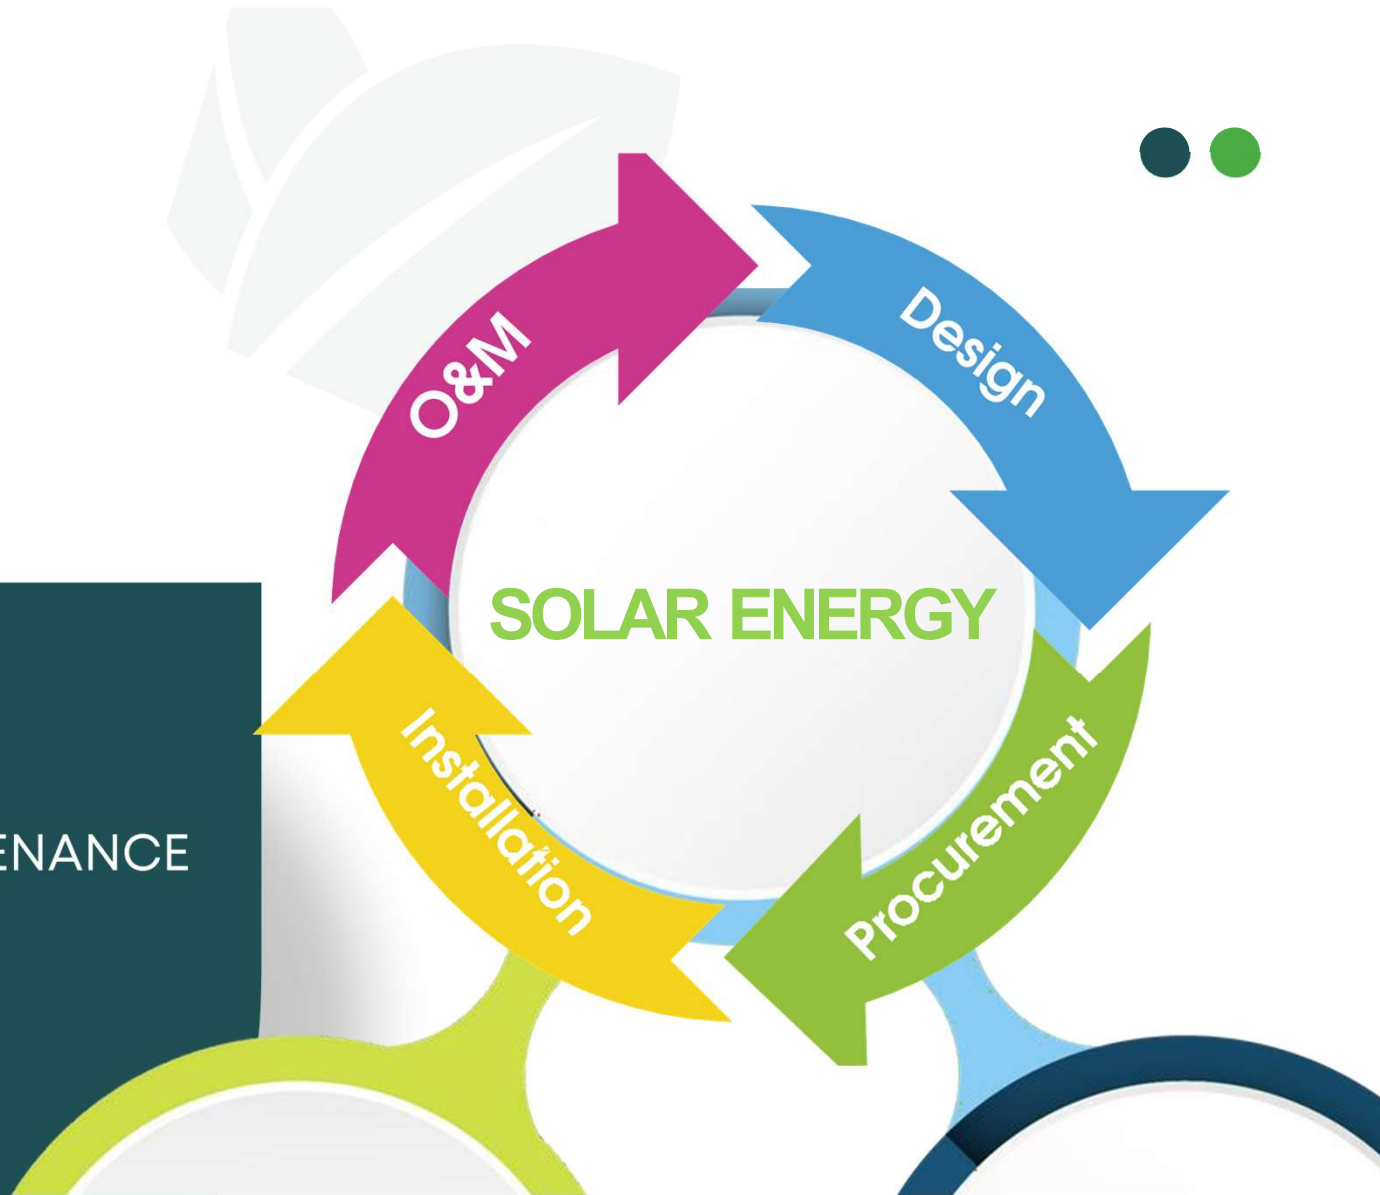 O&M
Design
SOLAR ENERGY
Installation
Procurement
ENANCE